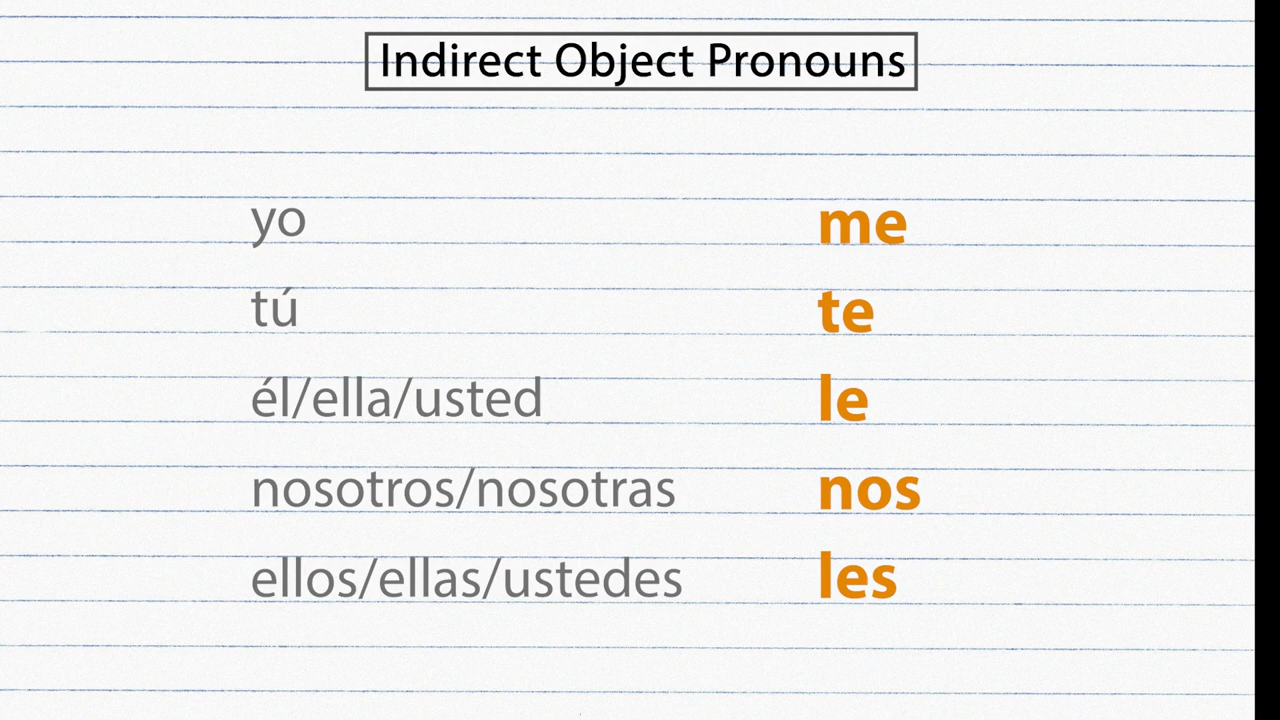 Indirect Object Pronouns
yo me
tú te
él/ella/usted le
nosotros/nosotras nos
ellos/ellas/ustedes les